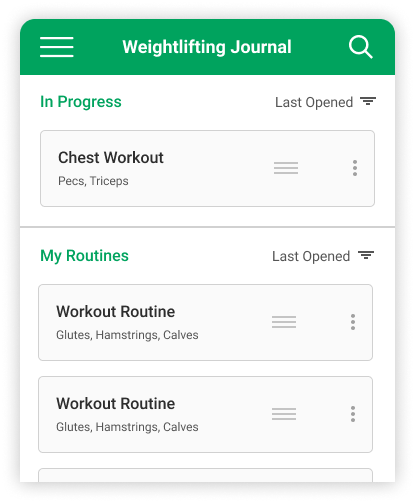 Weightlifting Journal
In Progress
Last Opened
Chest Workout
Pecs, Triceps
My Routines
Last Opened
Workout Routine
Glutes, Hamstrings, Calves
Workout Routine
Glutes, Hamstrings, Calves